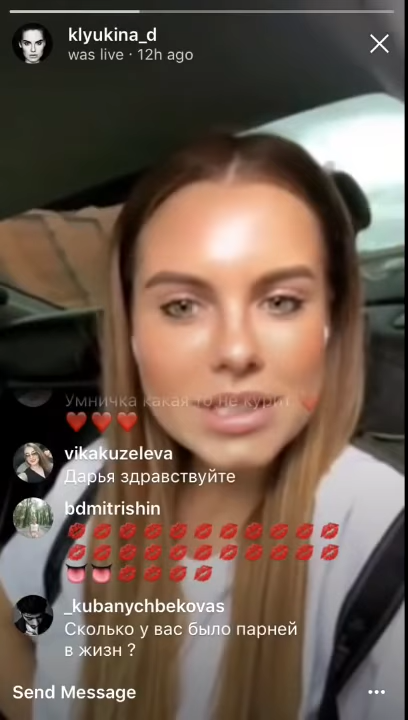 klyukina_d
was live · 12h ago
Умничка какая то не курит
vikakuzeleva
Дарья здравствуйте
bdmitrishin
_kubanychbekovas
Сколько у вас было парней
в жизн ?
Send Message